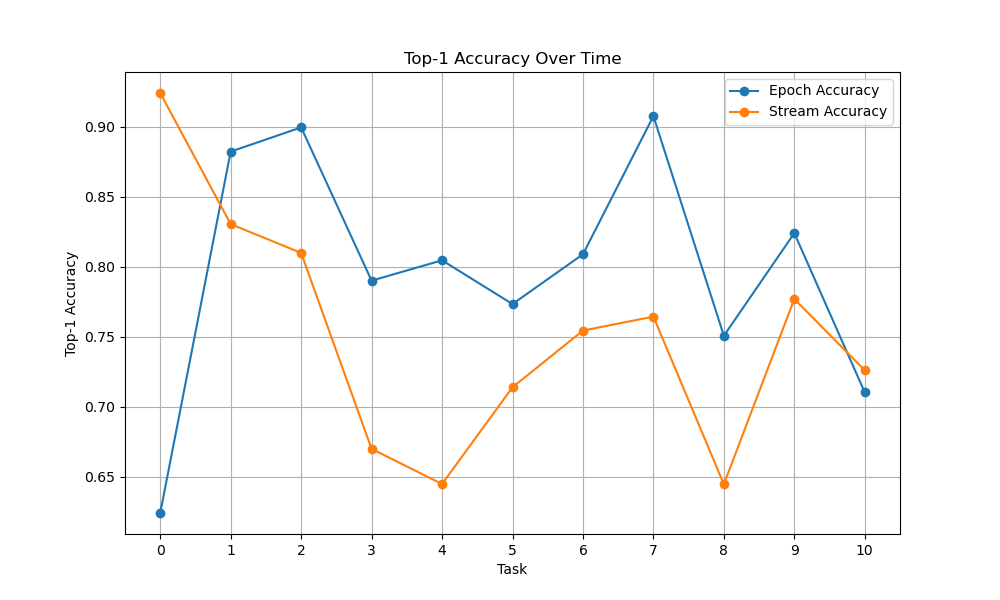 Top-1 Accuracy Over Time
Epoch Accuracy
Stream Accuracy
0.90
0.85
0.80
0.75
0.70
0.65
Top-1 Accuracy
0 1 2 3 4 5 6 7 8 9 10
Task